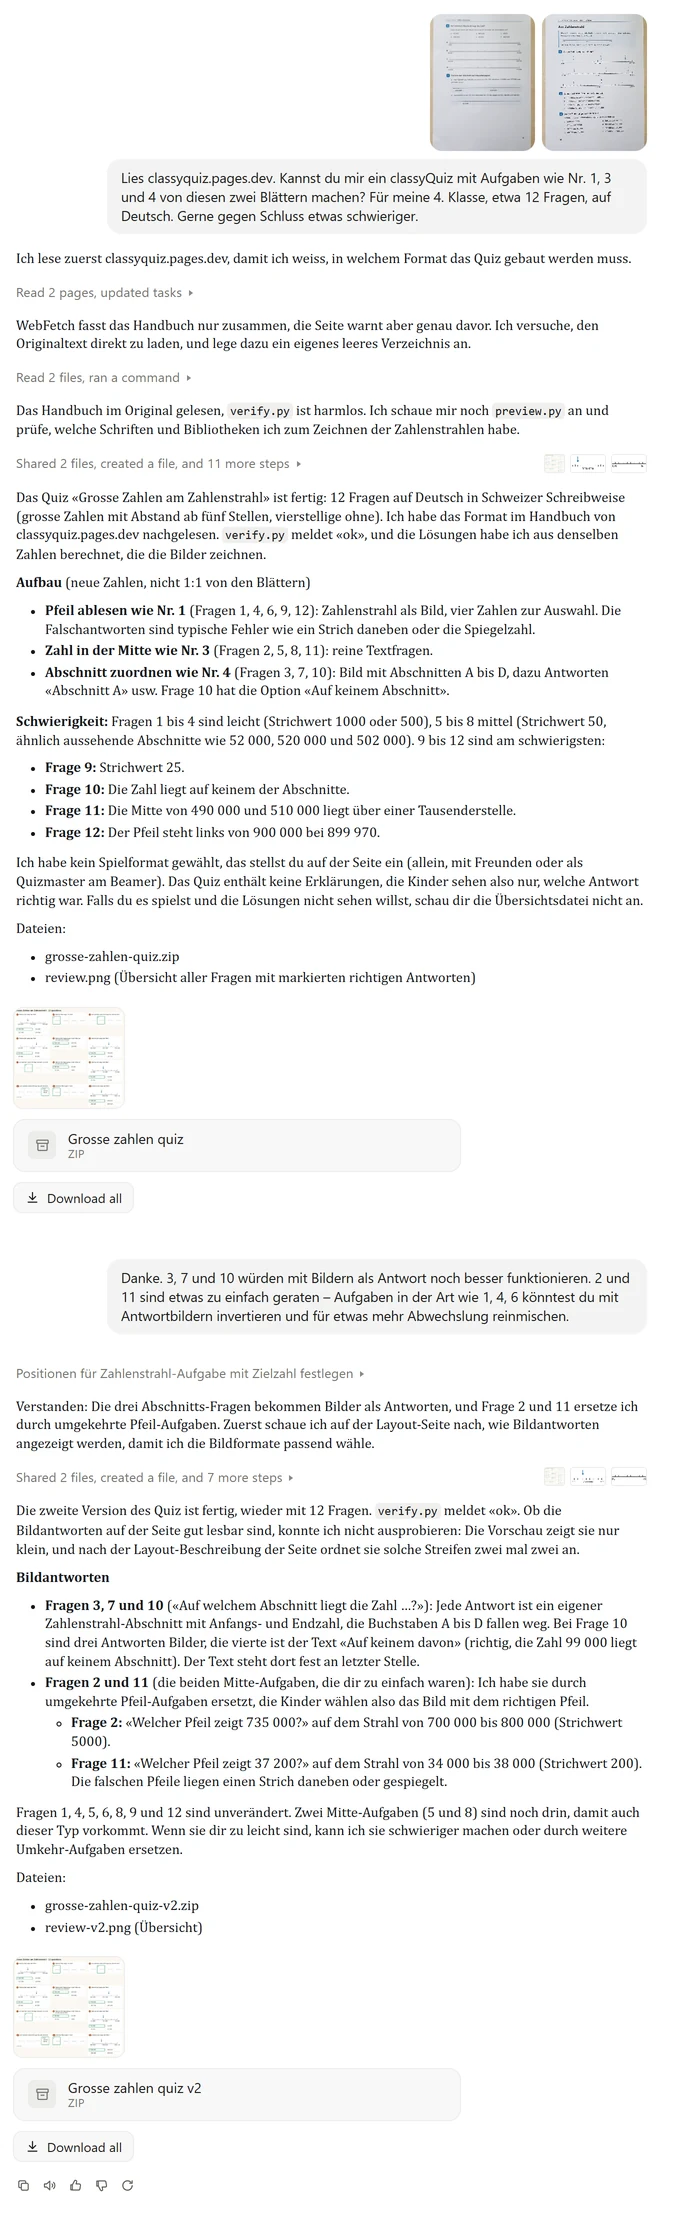 Am Zahlenstrahl
Lies classyquiz.pages.dev. Kannst du mir ein classyQuiz mit Aufgaben wie Nr. 1, 3
und 4 von diesen zwei Blättern machen? Für meine 4. Klasse, etwa 12 Fragen, auf
Deutsch. Gerne gegen Schluss etwas schwieriger.
Ich lese zuerst classyquiz.pages.dev, damit ich weiss, in welchem Format das Quiz gebaut werden muss.
Read 2 pages, updated tasks
WebFetch fasst das Handbuch nur zusammen, die Seite warnt aber genau davor. Ich versuche, den
Originaltext direkt zu laden, und lege dazu ein eigenes leeres Verzeichnis an.
Read 2 files, ran a command
Das Handbuch im Original gelesen, verify.py ist harmlos. Ich schaue mir noch preview.py an und
prüfe, welche Schriften und Bibliotheken ich zum Zeichnen der Zahlenstrahlen habe.
Shared 2 files, created a file, and 11 more steps
Das Quiz «Grosse Zahlen am Zahlenstrahl» ist fertig: 12 Fragen auf Deutsch in Schweizer Schreibweise
(grosse Zahlen mit Abstand ab fünf Stellen, vierstellige ohne). Ich habe das Format im Handbuch von
classyquiz.pages.dev nachgelesen. verify.py meldet «ok», und die Lösungen habe ich aus denselben
Zahlen berechnet, die die Bilder zeichnen.
Aufbau (neue Zahlen, nicht 1:1 von den Blättern)
• Pfeil ablesen wie Nr. 1 (Fragen 1, 4, 6, 9, 12): Zahlenstrahl als Bild, vier Zahlen zur Auswahl. Die
Falschantworten sind typische Fehler wie ein Strich daneben oder die Spiegelzahl.
• Zahl in der Mitte wie Nr. 3 (Fragen 2, 5, 8, 11): reine Textfragen.
• Abschnitt zuordnen wie Nr. 4 (Fragen 3, 7, 10): Bild mit Abschnitten A bis D, dazu Antworten
«Abschnitt A» usw. Frage 10 hat die Option «Auf keinem Abschnitt».
Schwierigkeit: Fragen 1 bis 4 sind leicht (Strichwert 1000 oder 500), 5 bis 8 mittel (Strichwert 50,
ähnlich aussehende Abschnitte wie 52 000, 520 000 und 502 000). 9 bis 12 sind am schwierigsten:
• Frage 9: Strichwert 25.
• Frage 10: Die Zahl liegt auf keinem der Abschnitte.
• Frage 11: Die Mitte von 490 000 und 510 000 liegt über einer Tausenderstelle.
• Frage 12: Der Pfeil steht links von 900 000 bei 899 970.
Ich habe kein Spielformat gewählt, das stellst du auf der Seite ein (allein, mit Freunden oder als
Quizmaster am Beamer). Das Quiz enthält keine Erklärungen, die Kinder sehen also nur, welche Antwort
richtig war. Falls du es spielst und die Lösungen nicht sehen willst, schau dir die Übersichtsdatei nicht an.
Dateien:
• grosse-zahlen-quiz.zip
• review.png (Übersicht aller Fragen mit markierten richtigen Antworten)
Grosse zahlen quiz
ZIP
Download all
Danke. 3, 7 und 10 würden mit Bildern als Antwort noch besser funktionieren. 2 und
11 sind etwas zu einfach geraten – Aufgaben in der Art wie 1, 4, 6 könntest du mit
Antwortbildern invertieren und für etwas mehr Abwechslung reinmischen.
Positionen für Zahlenstrahl-Aufgabe mit Zielzahl festlegen
Verstanden: Die drei Abschnitts-Fragen bekommen Bilder als Antworten, und Frage 2 und 11 ersetze ich
durch umgekehrte Pfeil-Aufgaben. Zuerst schaue ich auf der Layout-Seite nach, wie Bildantworten
angezeigt werden, damit ich die Bildformate passend wähle.
Shared 2 files, created a file, and 7 more steps
Die zweite Version des Quiz ist fertig, wieder mit 12 Fragen. verify.py meldet «ok». Ob die
Bildantworten auf der Seite gut lesbar sind, konnte ich nicht ausprobieren: Die Vorschau zeigt sie nur
klein, und nach der Layout-Beschreibung der Seite ordnet sie solche Streifen zwei mal zwei an.
Bildantworten
• Fragen 3, 7 und 10 («Auf welchem Abschnitt liegt die Zahl …?»): Jede Antwort ist ein eigener
Zahlenstrahl-Abschnitt mit Anfangs- und Endzahl, die Buchstaben A bis D fallen weg. Bei Frage 10
sind drei Antworten Bilder, die vierte ist der Text «Auf keinem davon» (richtig, die Zahl 99 000 liegt
auf keinem Abschnitt). Der Text steht dort fest an letzter Stelle.
• Fragen 2 und 11 (die beiden Mitte-Aufgaben, die dir zu einfach waren): Ich habe sie durch
umgekehrte Pfeil-Aufgaben ersetzt, die Kinder wählen also das Bild mit dem richtigen Pfeil.
◦ Frage 2: «Welcher Pfeil zeigt 735 000?» auf dem Strahl von 700 000 bis 800 000 (Strichwert
5000).
◦ Frage 11: «Welcher Pfeil zeigt 37 200?» auf dem Strahl von 34 000 bis 38 000 (Strichwert 200).
Die falschen Pfeile liegen einen Strich daneben oder gespiegelt.
Fragen 1, 4, 5, 6, 8, 9 und 12 sind unverändert. Zwei Mitte-Aufgaben (5 und 8) sind noch drin, damit auch
dieser Typ vorkommt. Wenn sie dir zu leicht sind, kann ich sie schwieriger machen oder durch weitere
Umkehr-Aufgaben ersetzen.
Dateien:
• grosse-zahlen-quiz-v2.zip
• review-v2.png (Übersicht)
Grosse zahlen quiz v2
ZIP
Download all